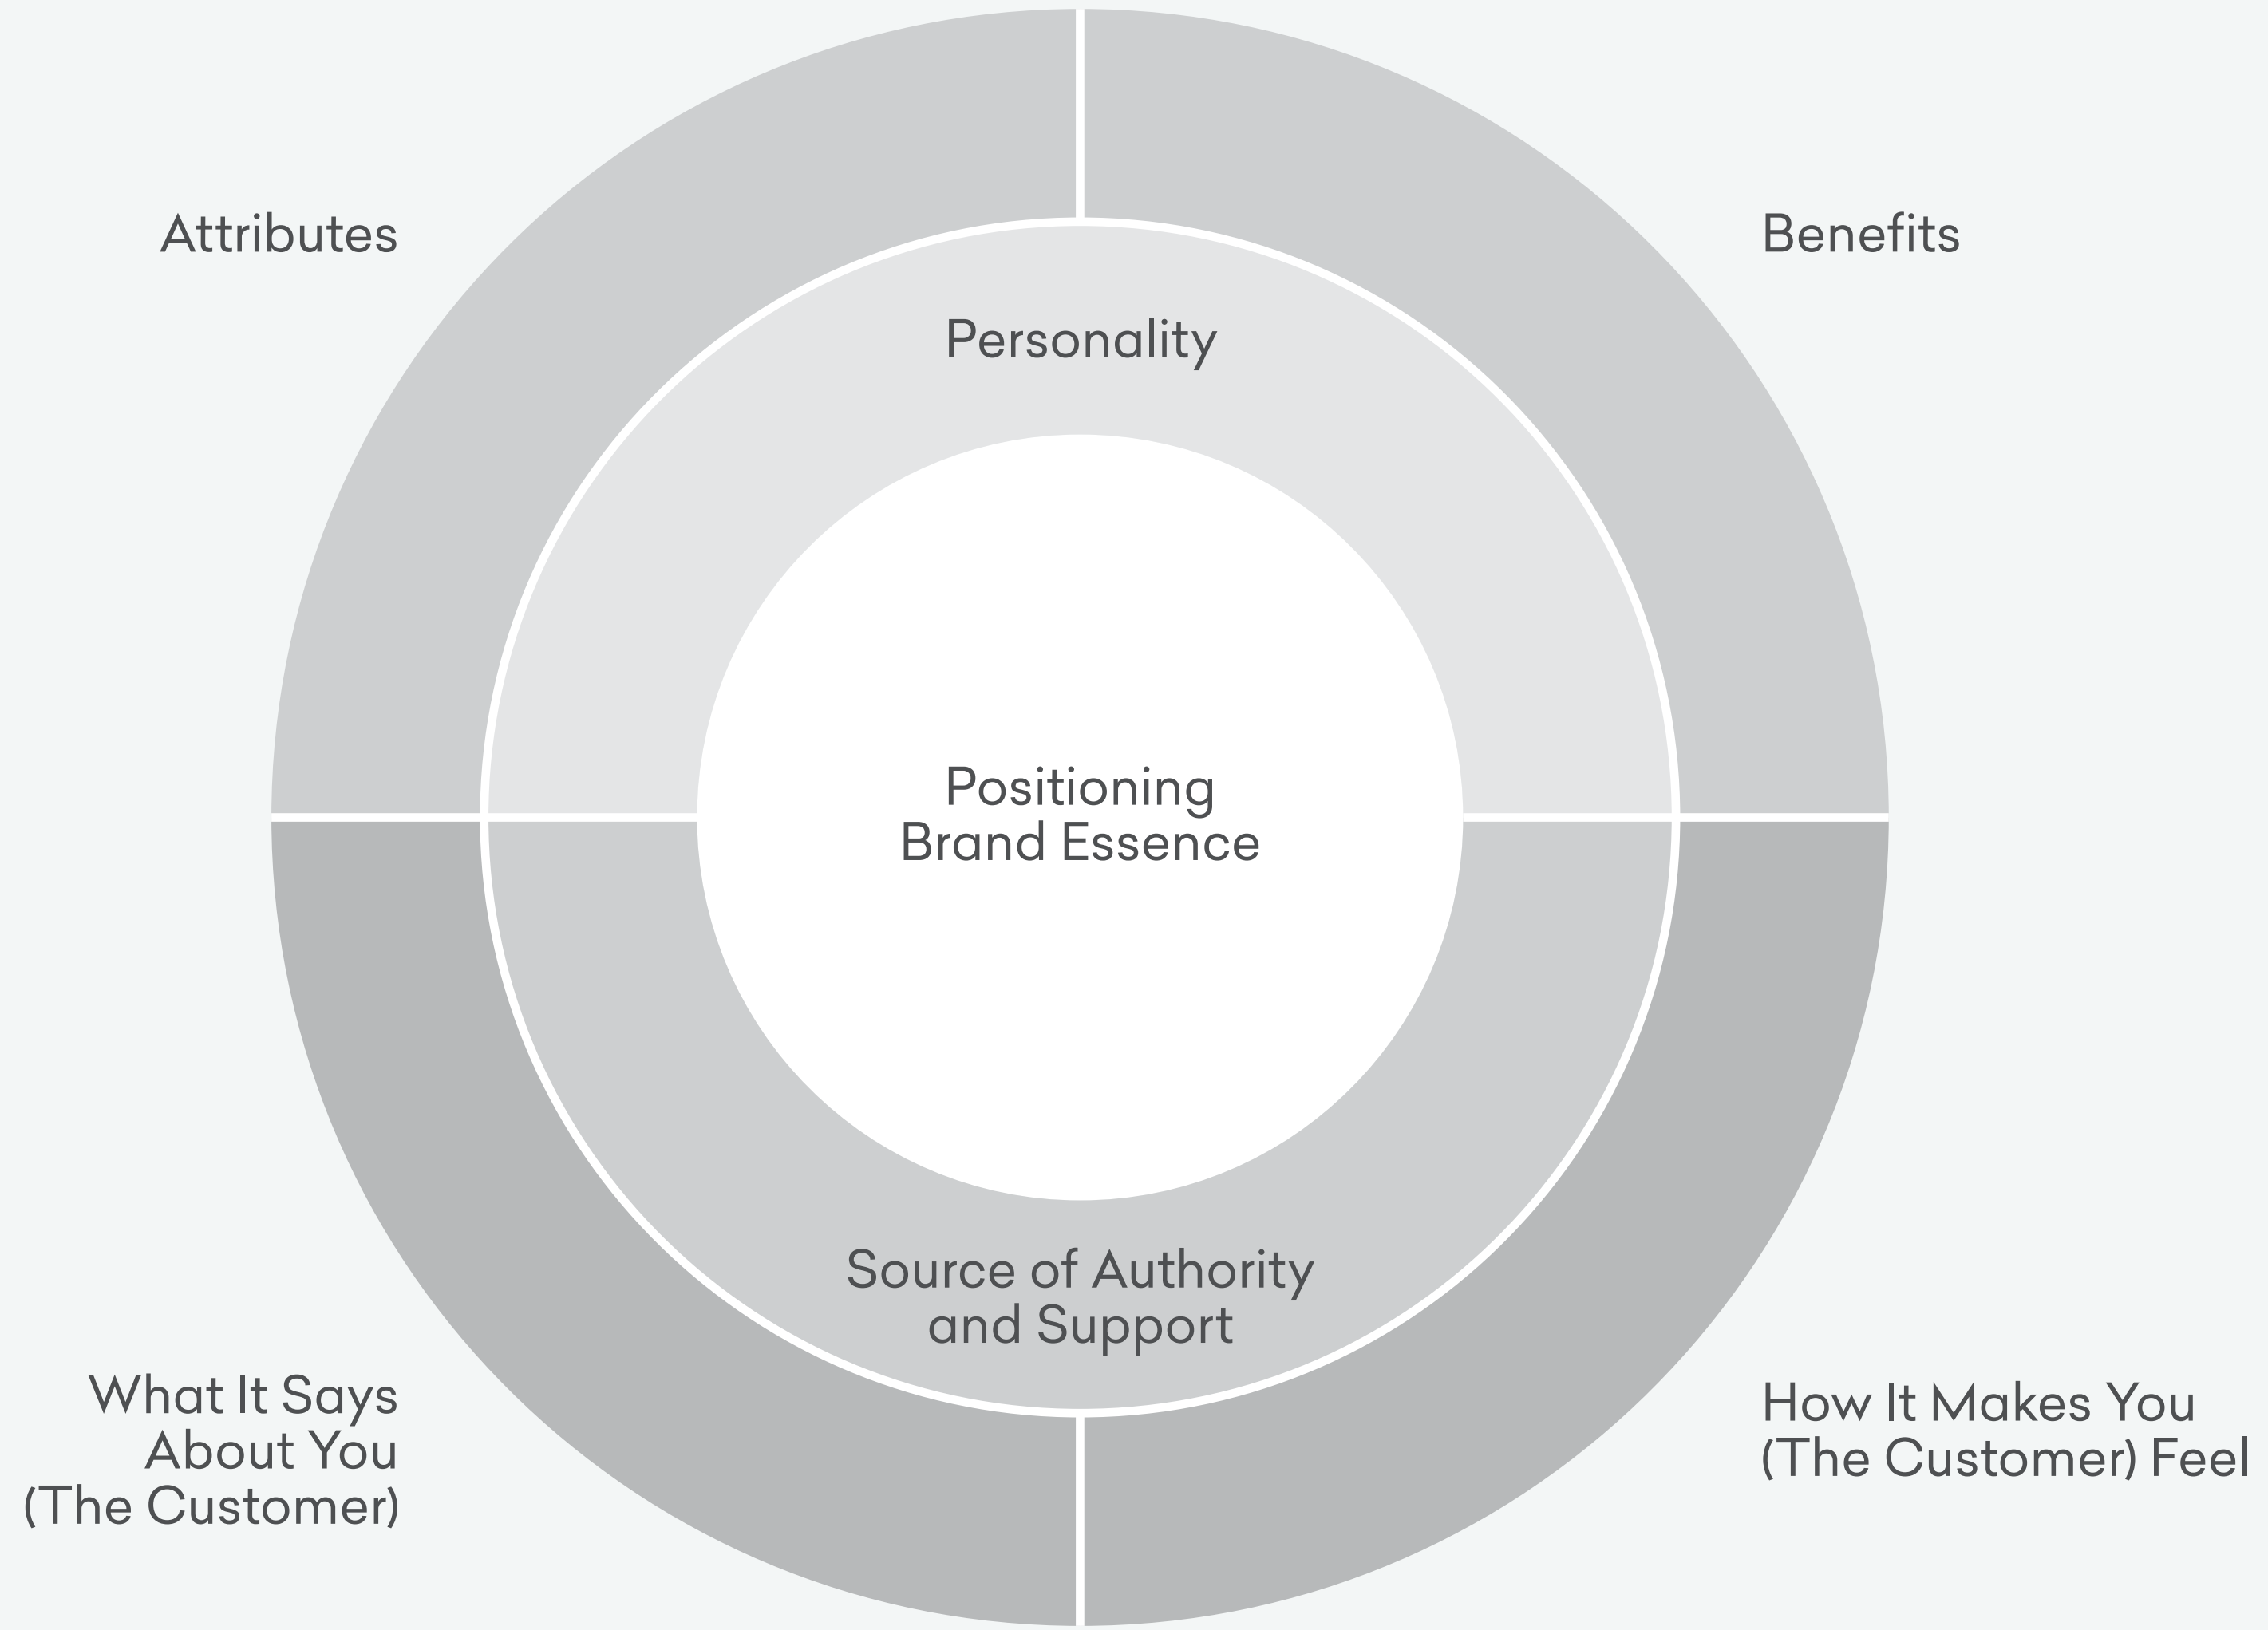 Attributes
Benefits
Personality
Positioning
Brand Essence
Source of Authority
and Support
What It Says
About You
(The Customer)
How It Makes You
(The Customer) Feel